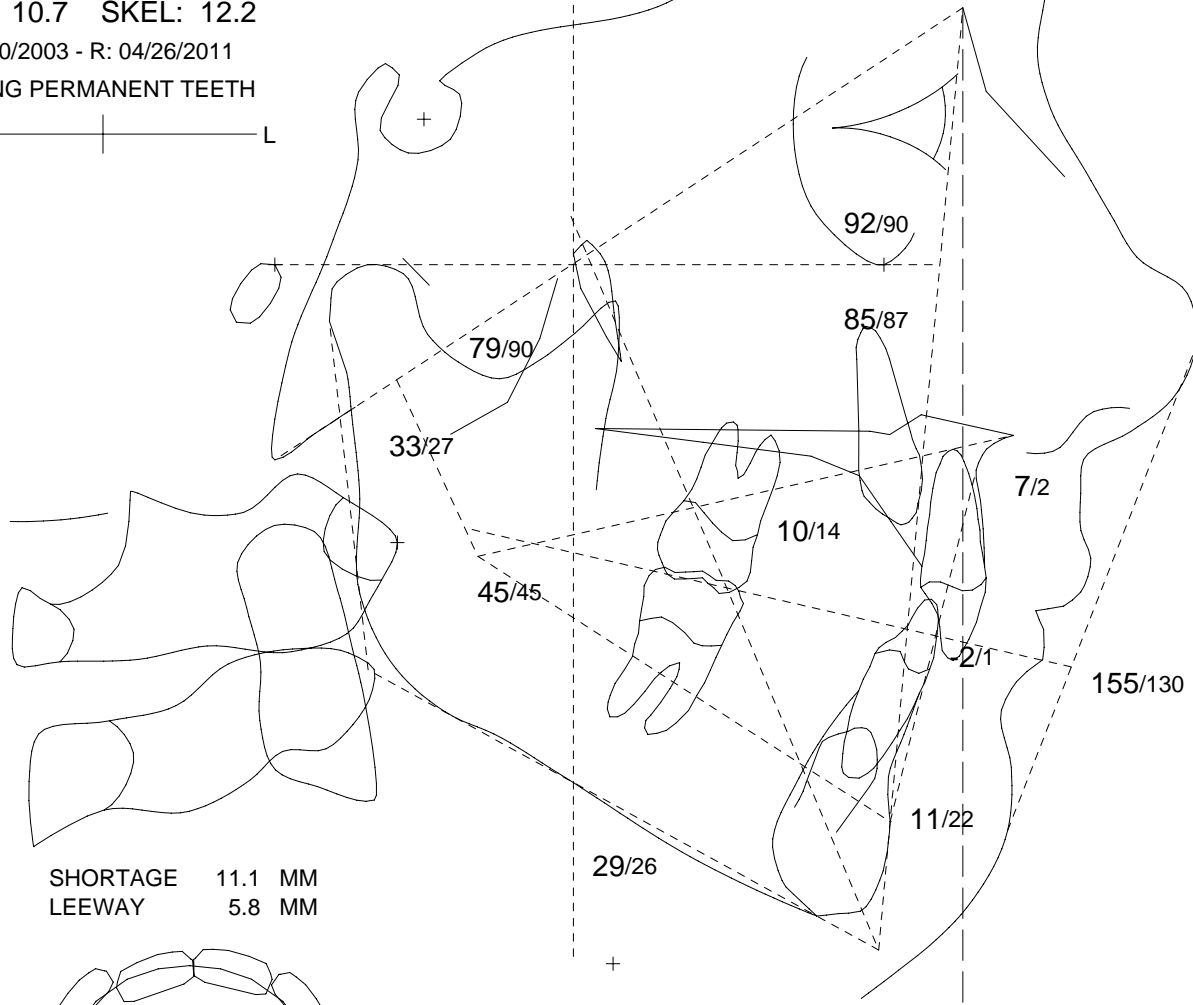 10.7 SKEL: 12.2
0/2003 - R: 04/26/2011
NG PERMANENT TEETH
L
92/90
85/87
79/90
33/27
7/2
10/14
45/45
-2/1
155/130
11/22
29/26
SHORTAGE 11.1 MM
LEEWAY 5.8 MM